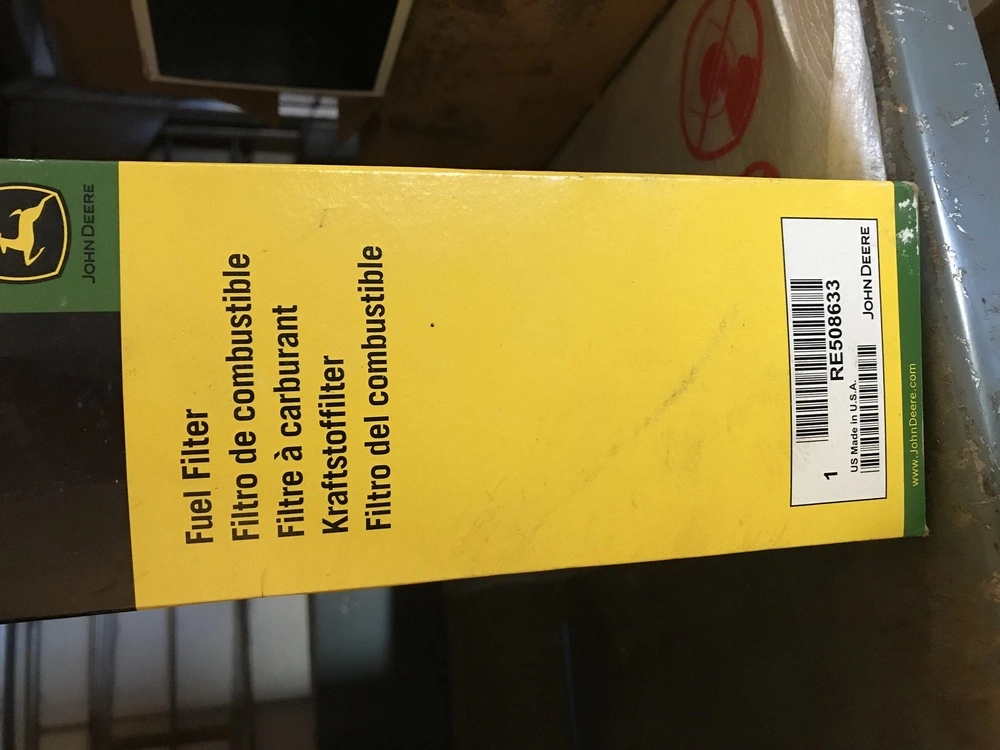 JOHN DEERE
Fuel Filter
Filtro de combustible
Filtre à carburant
Kraftstoffilter
Filtro del combustible
1
RE508633
US Made in U.S.A.
JOHN DEERE
www.JohnDeere.com